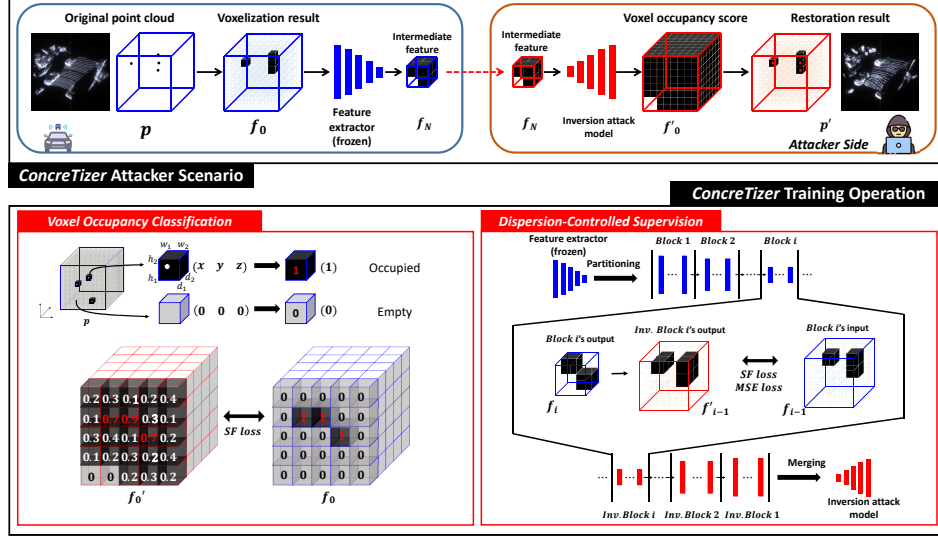 Original point cloud
Voxelization result
Intermediate
feature
Feature
extractor
(frozen)
p
f₀
f_N
Intermediate
feature
Voxel occupancy score
Restoration result
Inversion attack
model
f_N
f'₀
p'
Attacker Side
ConcreTizer Attacker Scenario
ConcreTizer Training Operation
Voxel Occupancy Classification
w₁ w₂
h₂
h₁
d₂
d₁
(x y z)
1
(1)
Occupied
(0 0 0)
0
(0)
Empty
p
0.2 0.3 0.1 0.2 0.4
0.1 0.7 0.9 0.3 0.1
0.3 0.4 0.1 0.7 0.2
0.1 0.2 0.3 0.2 0.4
0 0 0.2 0.3 0.2
f₀'
SF loss
0 0 0 0 0
0 1 1 0 0
0 0 0 1 0
0 0 0 0 0
0 0 0 0 0
f₀
Dispersion-Controlled Supervision
Feature extractor
(frozen)
Partitioning
Block 1 Block 2 Block i
... ... ...
Block i's output
Inv. Block i's output
Block i's input
SF loss
MSE loss
f_i
f'_{i-1}
f_{i-1}
... ... ...
Inv. Block i Inv. Block 2 Inv. Block 1
Merging
Inversion attack
model